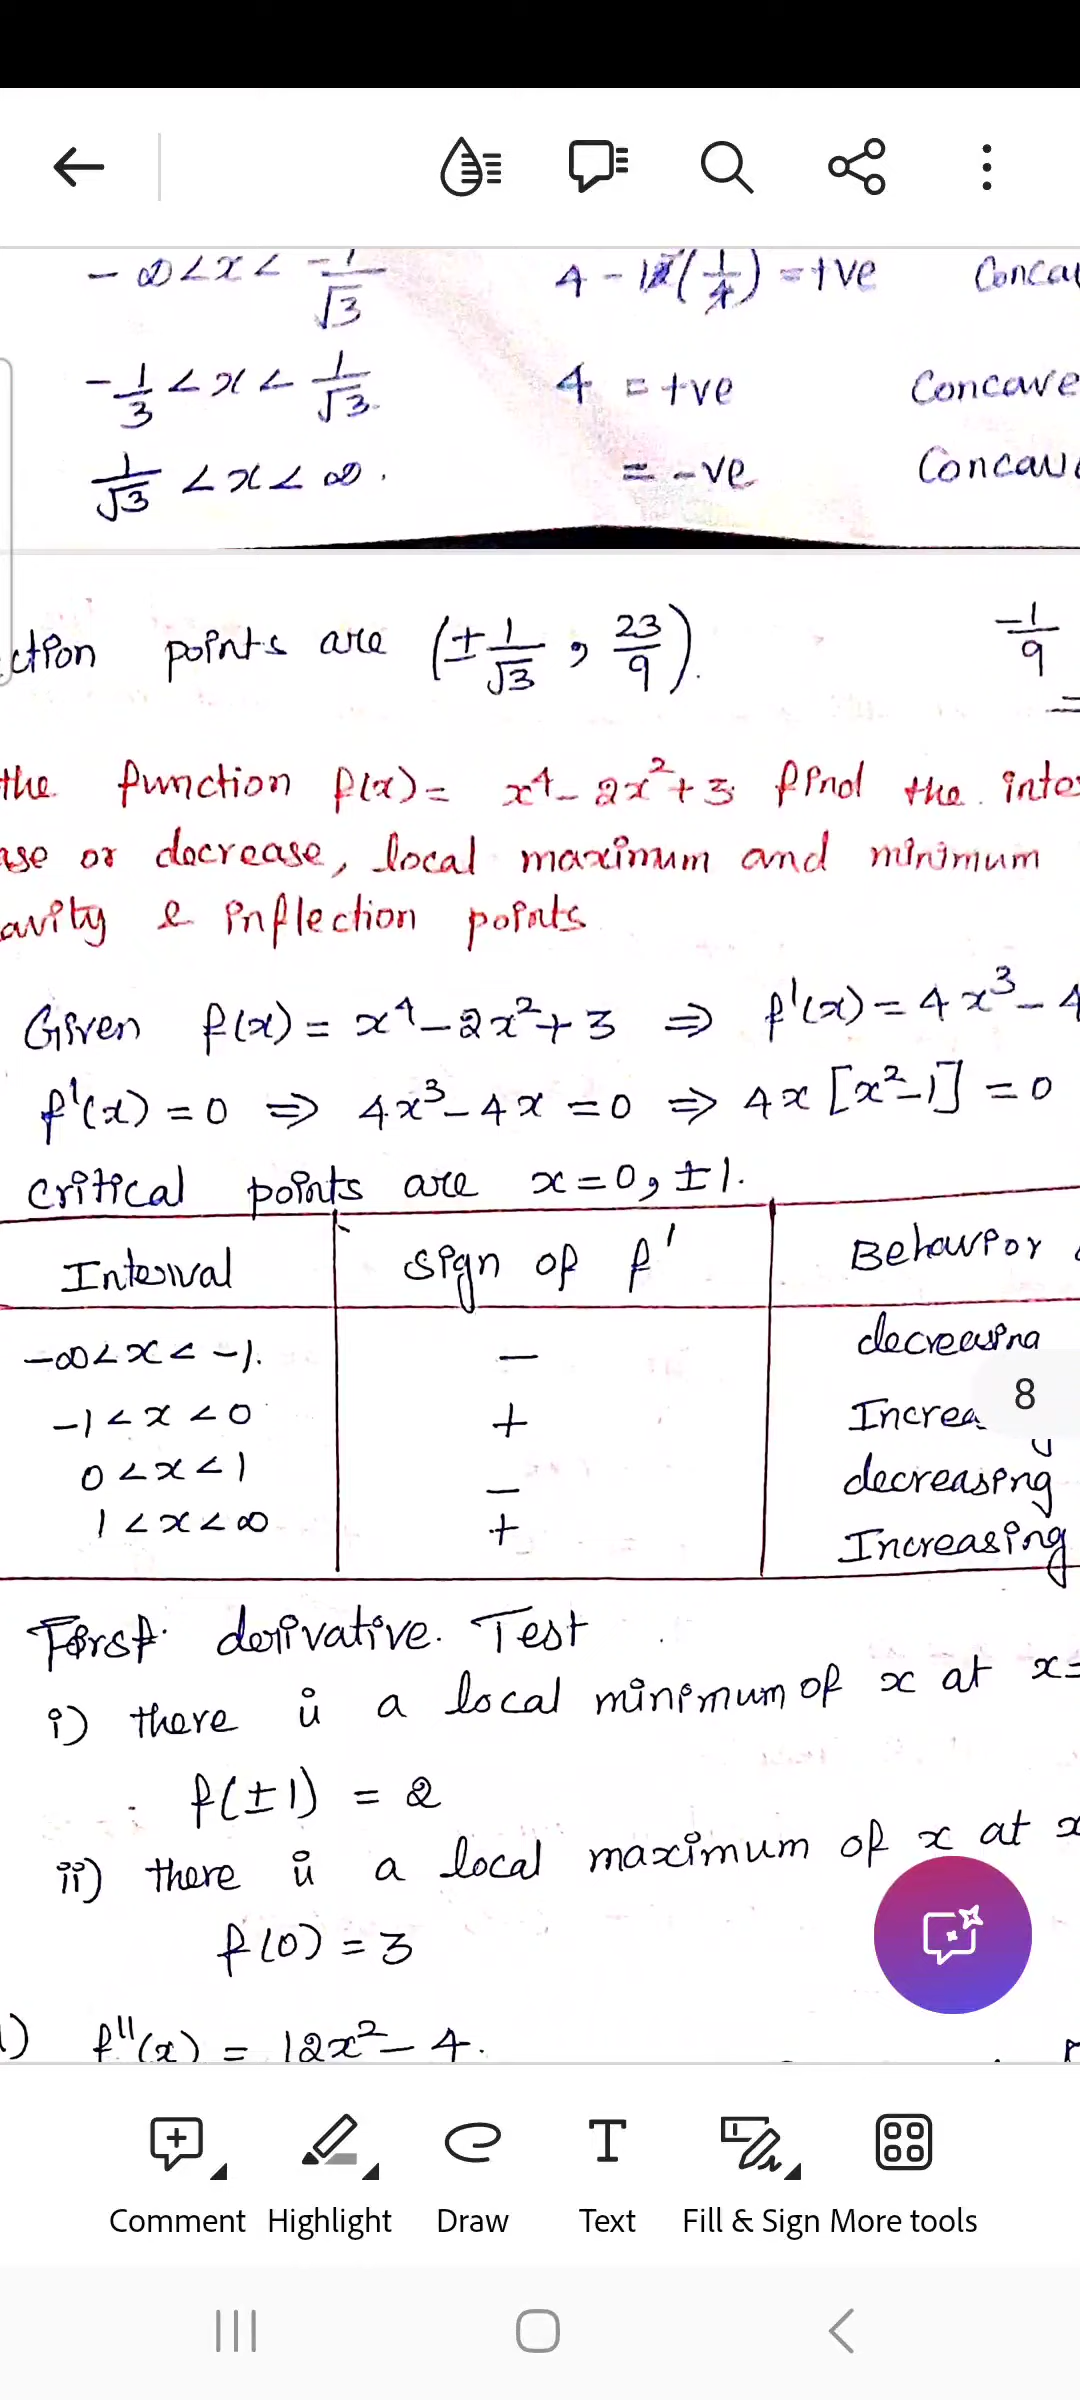 - ∞ < x < -1/√3 4 - 12(1/4) = +ve
-1/3 < x < 1/√3. 4 = +ve Concave
1/√3 < x < ∞. = -ve
ction points are (± 1/√3 , 23/9). -1/9
=
the function f(x) = x⁴ - 2x² + 3 find the inte
ase or decrease, local maximum and minimum
avity & inflection points
Given f(x) = x⁴ - 2x² + 3 ⇒ f'(x) = 4x³ - 4
f'(x) = 0 ⇒ 4x³ - 4x = 0 ⇒ 4x [x² - 1] = 0
critical points are x = 0, ±1.
Interval sign of f' Behavior
-∞ < x < -1. - decreasing
-1 < x < 0 + Increa
8
0 < x < 1 - decreasing
1 < x < ∞ + Increasing
First derivative Test
i) there is a local minimum of x at x =
f(±1) = 2
ii) there is a local maximum of x at x
f(0) = 3
) f''(x) = 12x² - 4.
Comment Highlight Draw Text Fill & Sign More tools